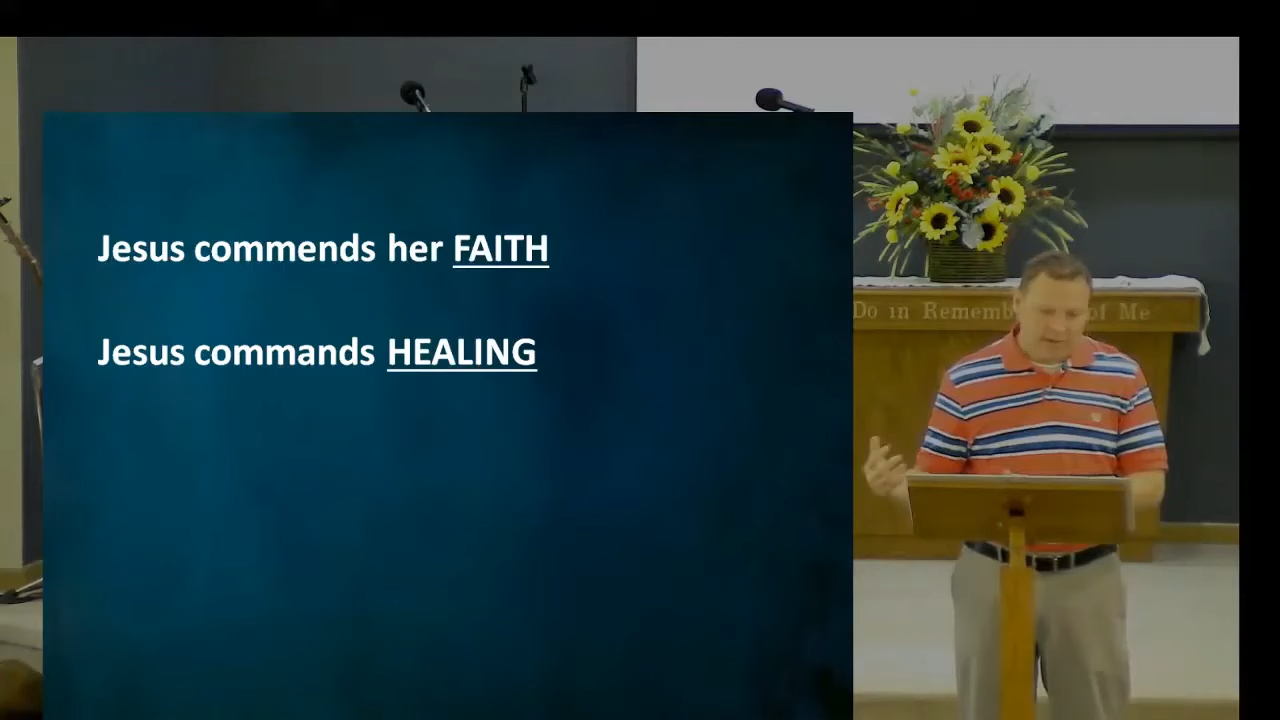 Jesus commends her FAITH
Jesus commands HEALING
Do in Rememb of Me